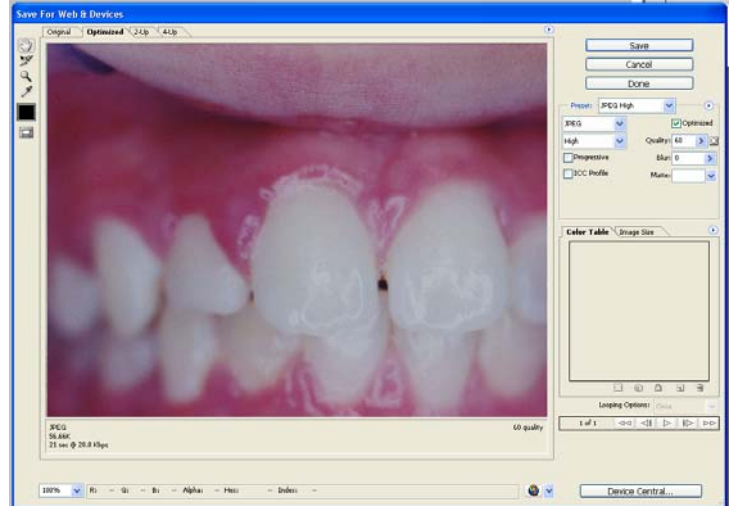 Save For Web & Devices
Original Optimized 2-Up 4-Up
Save
Cancel
Done
Preset: JPEG High
JPEG Optimized
High Quality: 60
Progressive Blur: 0
ICC Profile Matte:
Color Table Image Size
Looping Options: Once
1 of 1
JPEG 60 quality
56.66K
21 sec @ 28.8 Kbps
100% R: -- G: -- B: -- Alpha: -- Hex: -- Index: --
Device Central...